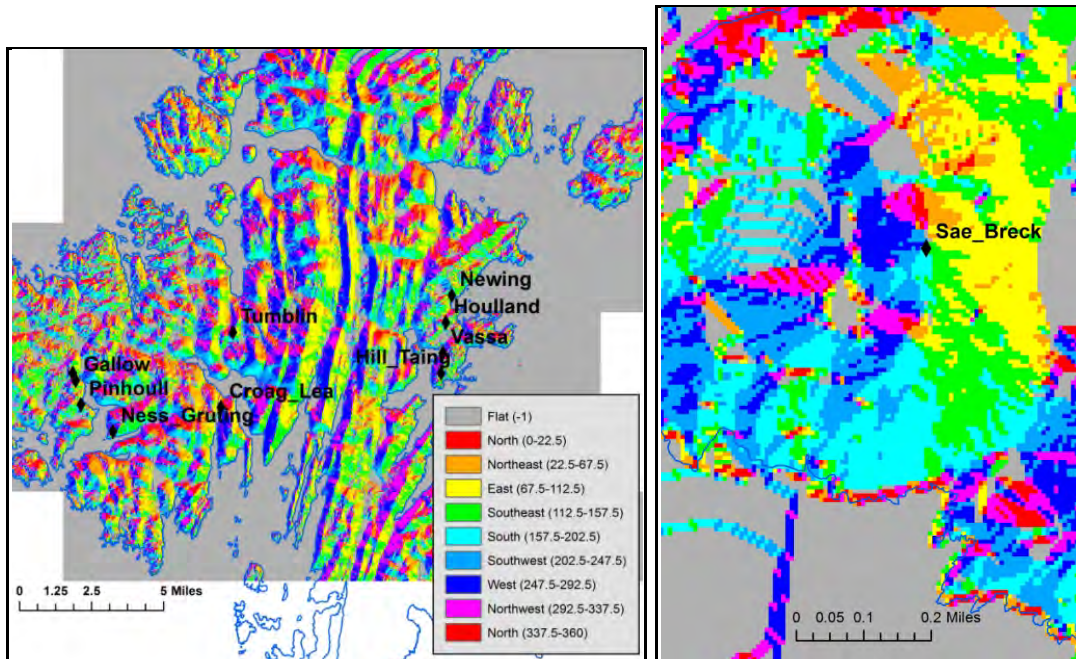 Newing
Houlland
Tumblin
Vassa
Hill_Taing
Gallow
Pinhoull
Croag_Lea
Ness_Gruting
Flat (-1)
North (0-22.5)
Northeast (22.5-67.5)
East (67.5-112.5)
Southeast (112.5-157.5)
South (157.5-202.5)
Southwest (202.5-247.5)
West (247.5-292.5)
Northwest (292.5-337.5)
North (337.5-360)
0 1.25 2.5 5 Miles
Sae_Breck
0 0.05 0.1 0.2 Miles